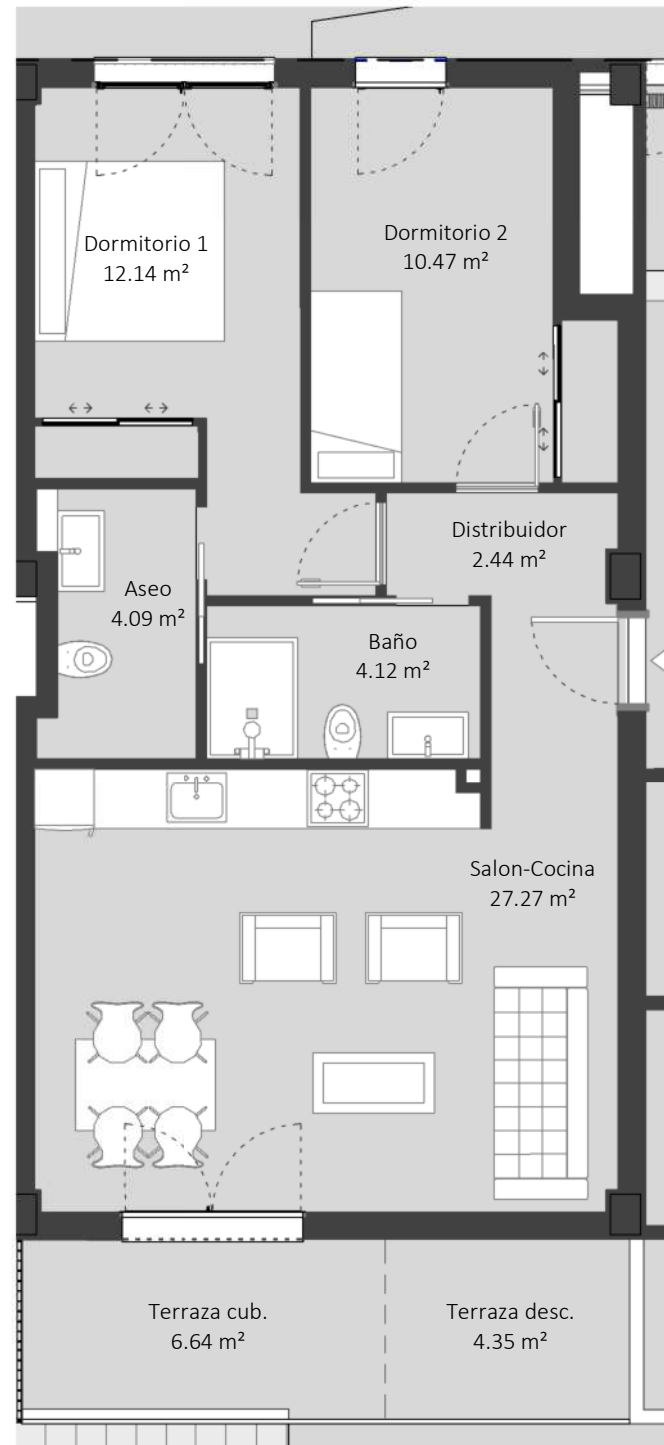 Dormitorio 1
12.14 m²
Dormitorio 2
10.47 m²
Distribuidor
2.44 m²
Aseo
4.09 m²
Baño
4.12 m²
Salon-Cocina
27.27 m²
Terraza cub.
6.64 m²
Terraza desc.
4.35 m²